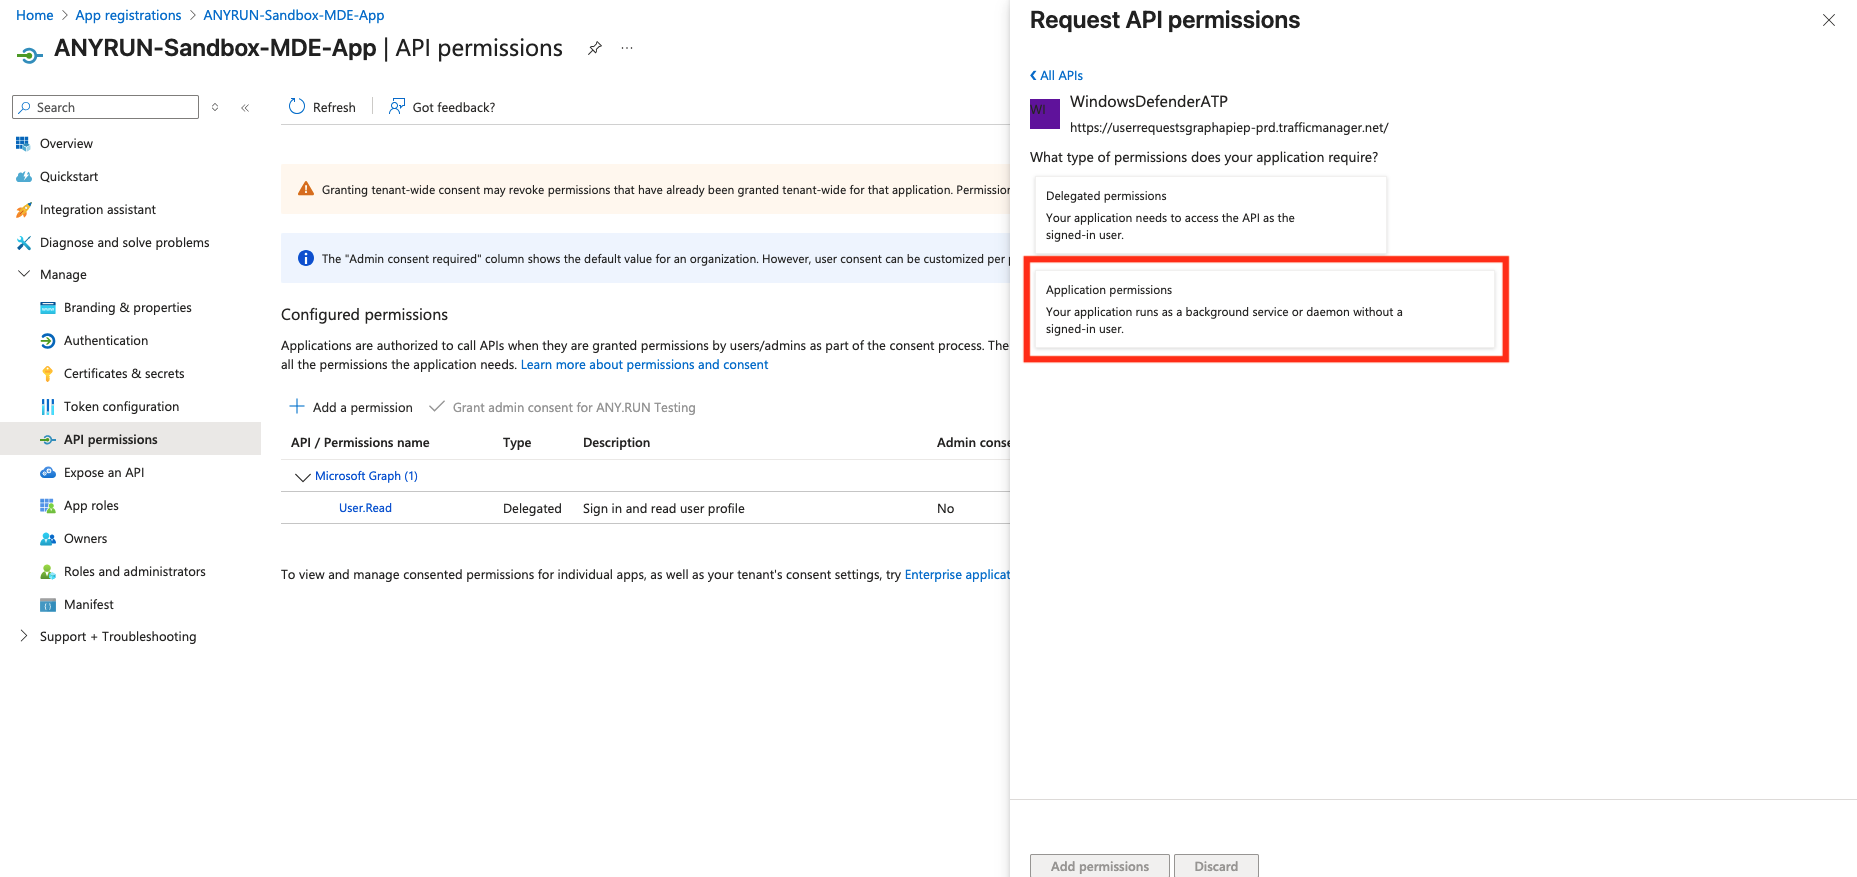 Home > App registrations > ANYRUN-Sandbox-MDE-App
ANYRUN-Sandbox-MDE-App | API permissions
Search
Overview
Quickstart
Integration assistant
Diagnose and solve problems
Manage
Branding & properties
Authentication
Certificates & secrets
Token configuration
API permissions
Expose an API
App roles
Owners
Roles and administrators
Manifest
Support + Troubleshooting
Refresh
Got feedback?
Granting tenant-wide consent may revoke permissions that have already been granted tenant-wide for that application. Permission
The "Admin consent required" column shows the default value for an organization. However, user consent can be customized per p
Configured permissions
Applications are authorized to call APIs when they are granted permissions by users/admins as part of the consent process. The
all the permissions the application needs. Learn more about permissions and consent
Add a permission
Grant admin consent for ANY.RUN Testing
API / Permissions name Type Description Admin conse
Microsoft Graph (1)
User.Read Delegated Sign in and read user profile No
To view and manage consented permissions for individual apps, as well as your tenant's consent settings, try Enterprise applicat
Request API permissions
All APIs
WI
WindowsDefenderATP
https://userrequestsgraphapiep-prd.trafficmanager.net/
What type of permissions does your application require?
Delegated permissions
Your application needs to access the API as the
signed-in user.
Application permissions
Your application runs as a background service or daemon without a
signed-in user.
Add permissions
Discard